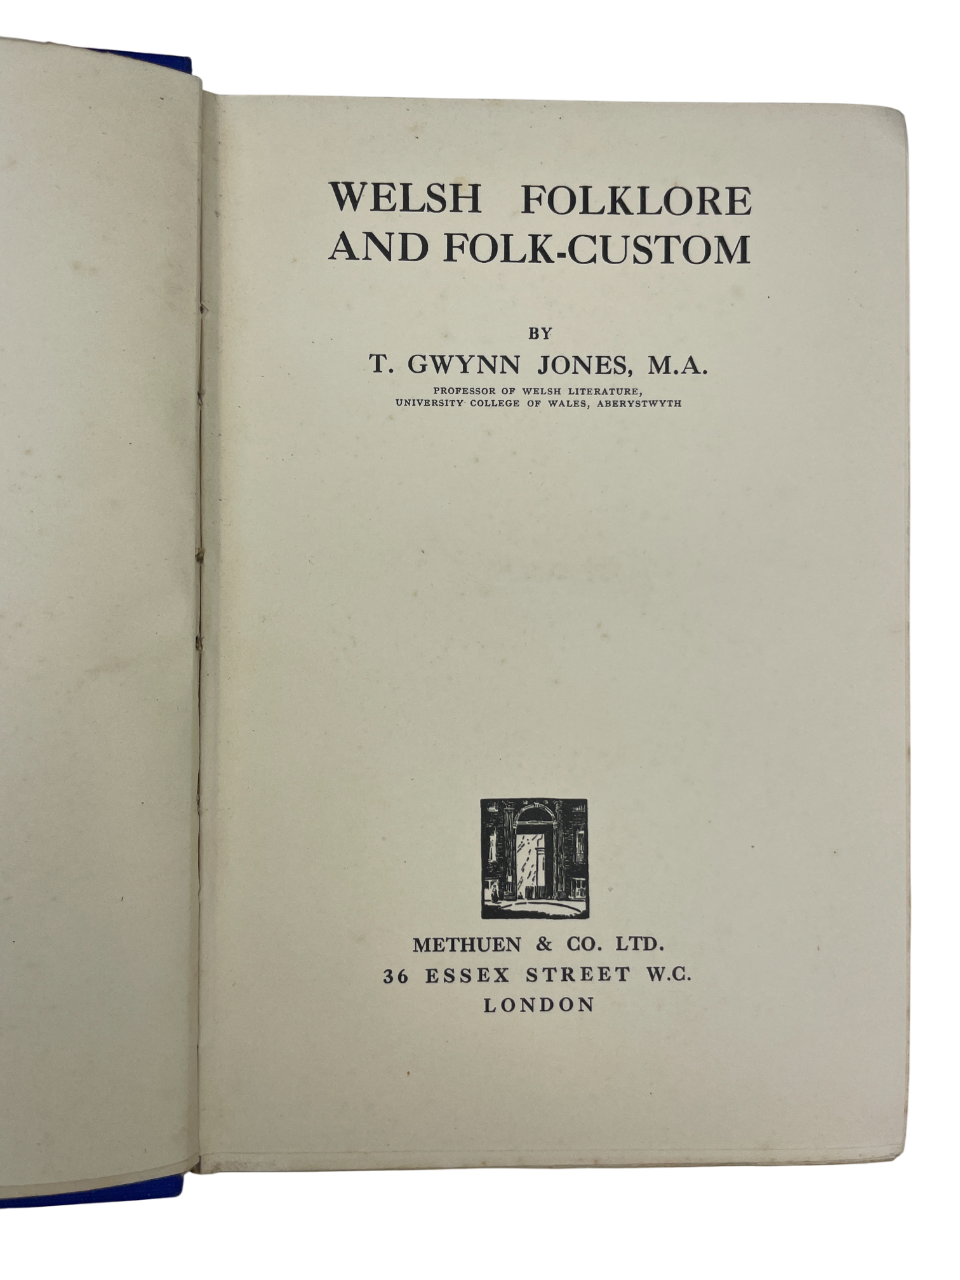 WELSH FOLKLORE
AND FOLK-CUSTOM
BY
T. GWYNN JONES, M.A.
PROFESSOR OF WELSH LITERATURE,
UNIVERSITY COLLEGE OF WALES, ABERYSTWYTH
METHUEN & CO. LTD.
36 ESSEX STREET W.C.
LONDON